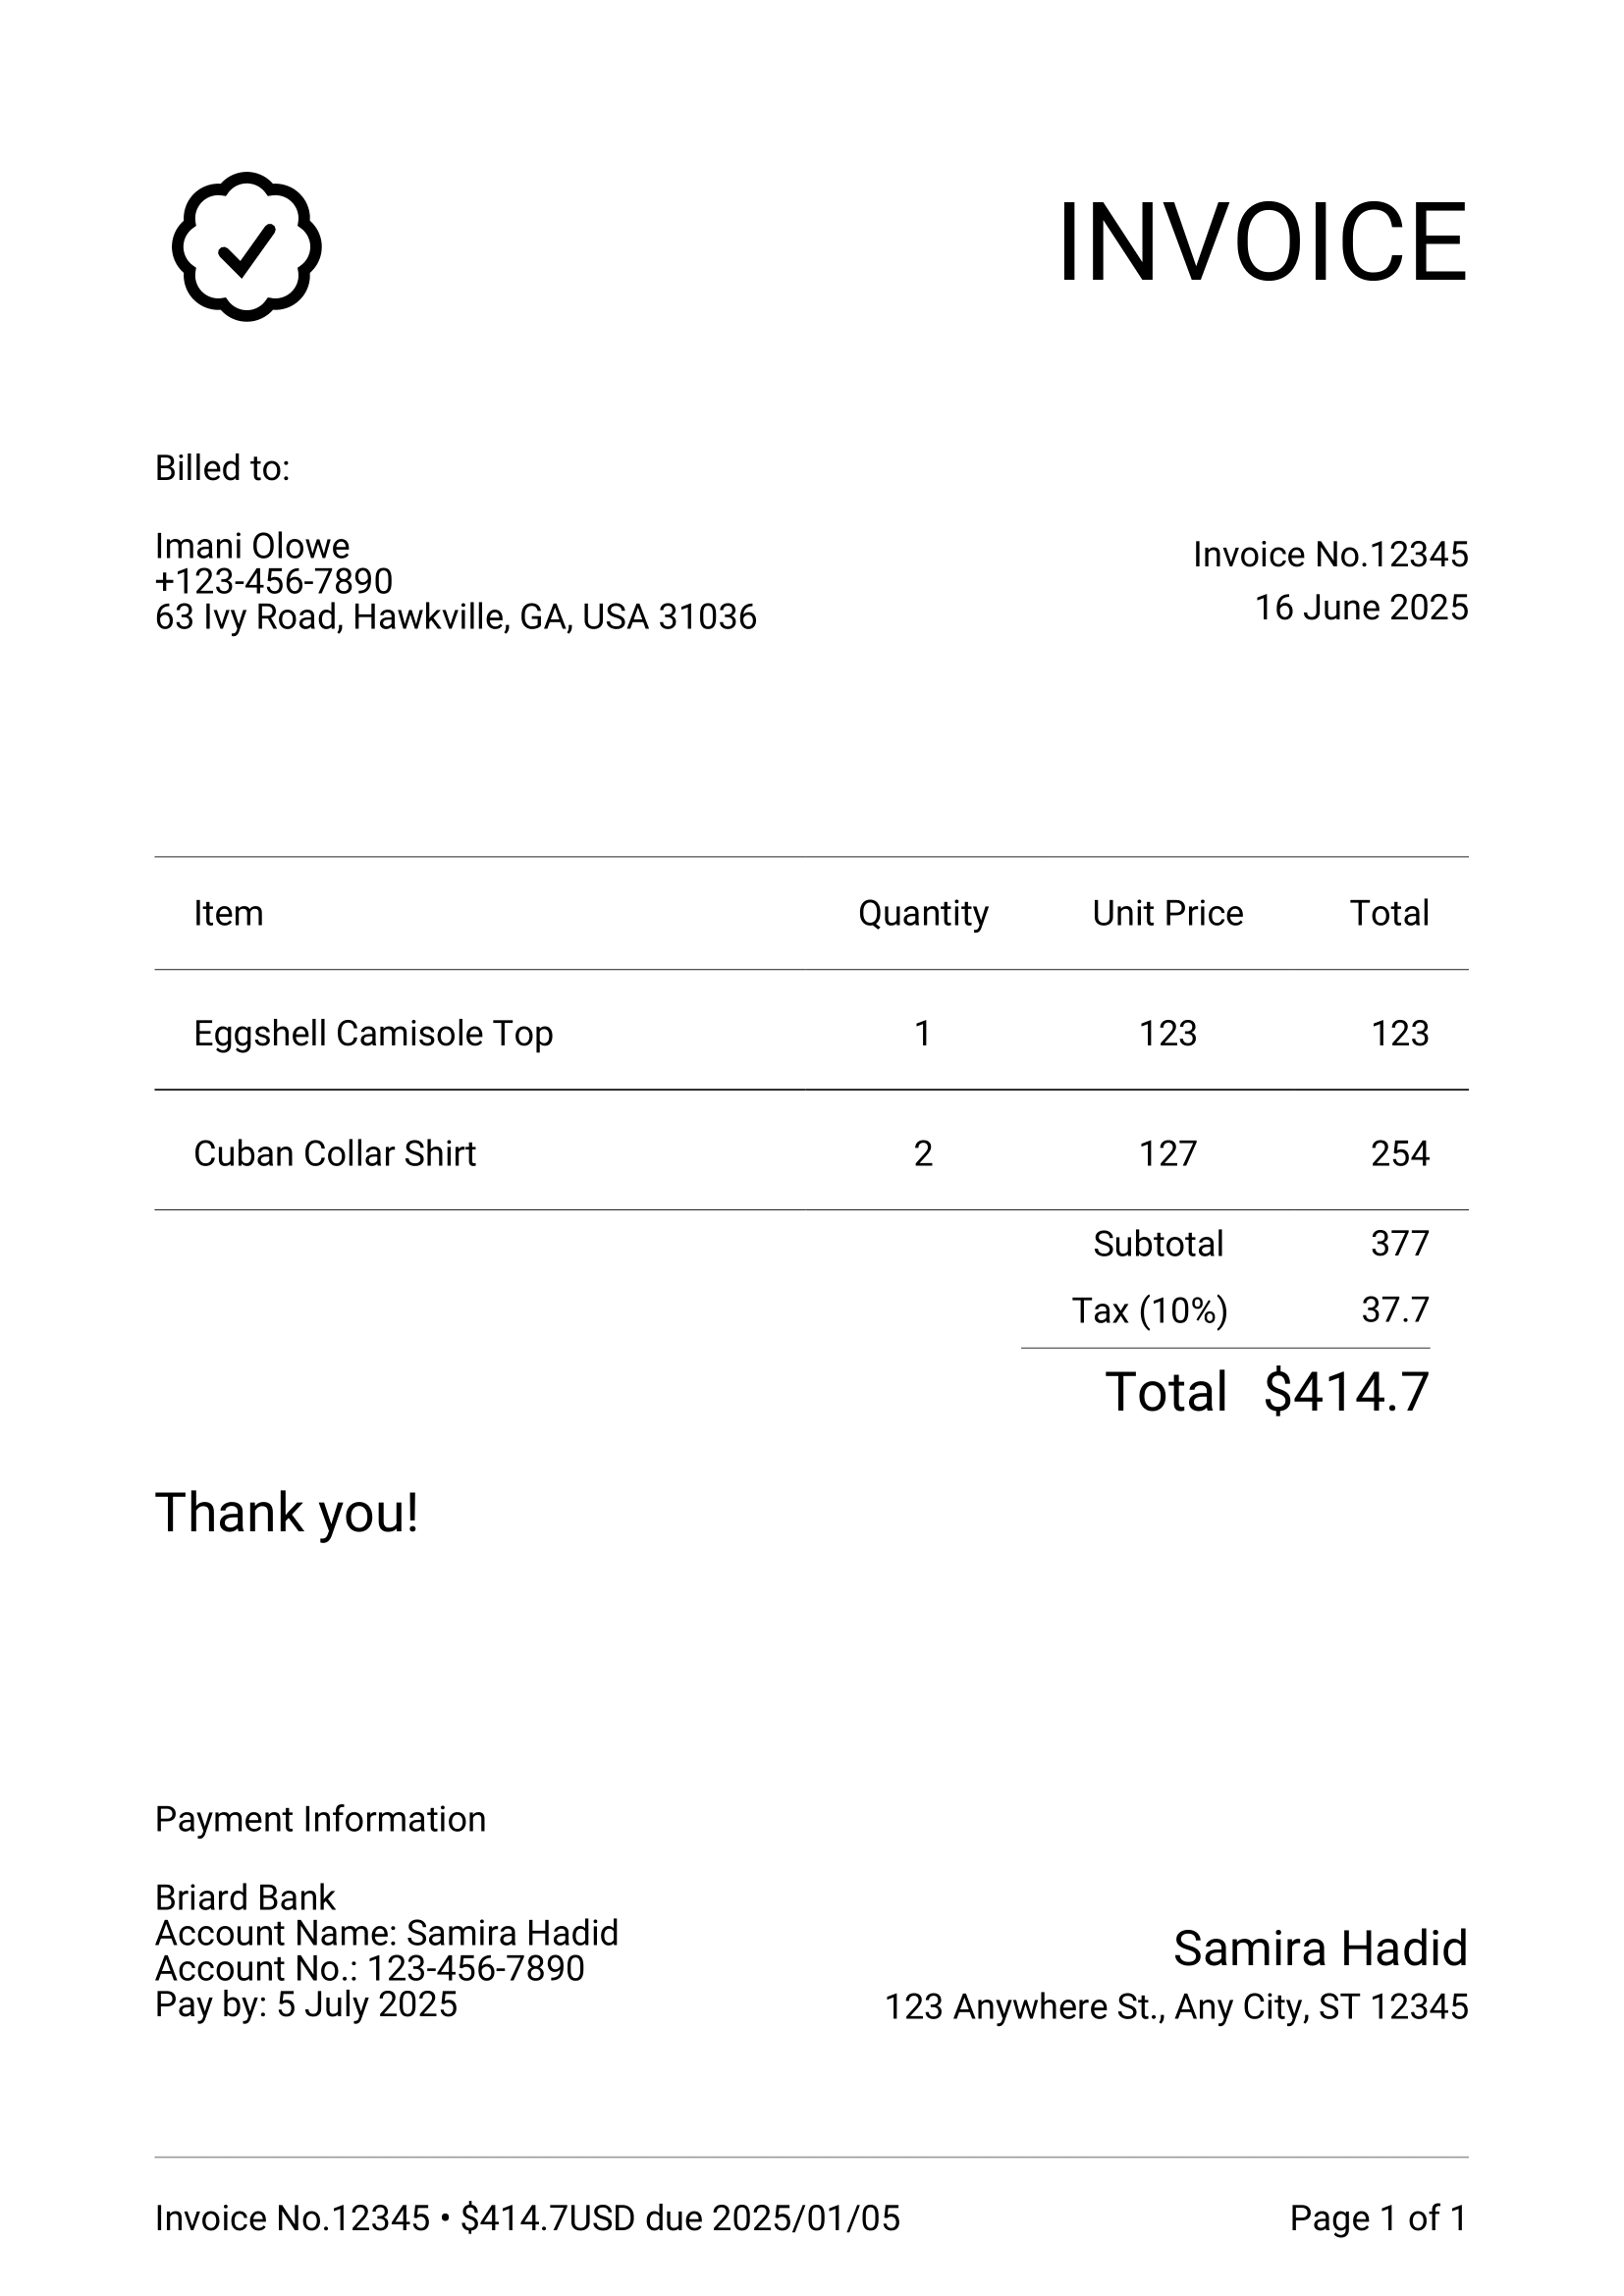 INVOICE
Billed to:
Imani Olowe
+123-456-7890
63 Ivy Road, Hawkville, GA, USA 31036
Invoice No.12345
16 June 2025
Item Quantity Unit Price Total
Eggshell Camisole Top 1 123 123
Cuban Collar Shirt 2 127 254
Subtotal 377
Tax (10%) 37.7
Total $414.7
Thank you!
Payment Information
Briard Bank
Account Name: Samira Hadid
Account No.: 123-456-7890
Pay by: 5 July 2025
Samira Hadid
123 Anywhere St., Any City, ST 12345
Invoice No.12345 • $414.7USD due 2025/01/05 Page 1 of 1